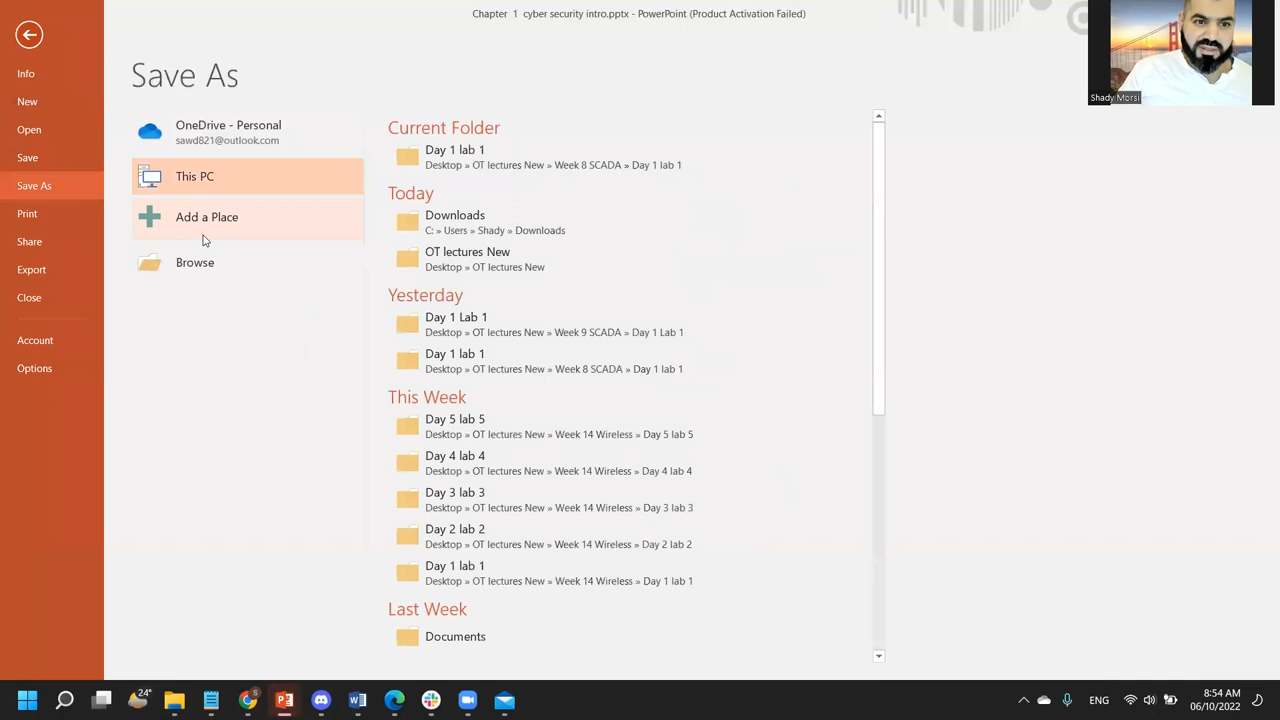 Chapter 1 cyber security intro.pptx - PowerPoint (Product Activation Failed)
Shady Morsi
Info
New
Open
Save
Save As
Print
Share
Export
Close
Account
Options
Save As
OneDrive - Personal
sawd821@outlook.com
This PC
Add a Place
Browse
Current Folder
Day 1 lab 1
Desktop » OT lectures New » Week 8 SCADA » Day 1 lab 1
Today
Downloads
C: » Users » Shady » Downloads
OT lectures New
Desktop » OT lectures New
Yesterday
Day 1 Lab 1
Desktop » OT lectures New » Week 9 SCADA » Day 1 Lab 1
Day 1 lab 1
Desktop » OT lectures New » Week 8 SCADA » Day 1 lab 1
This Week
Day 5 lab 5
Desktop » OT lectures New » Week 14 Wireless » Day 5 lab 5
Day 4 lab 4
Desktop » OT lectures New » Week 14 Wireless » Day 4 lab 4
Day 3 lab 3
Desktop » OT lectures New » Week 14 Wireless » Day 3 lab 3
Day 2 lab 2
Desktop » OT lectures New » Week 14 Wireless » Day 2 lab 2
Day 1 lab 1
Desktop » OT lectures New » Week 14 Wireless » Day 1 lab 1
Last Week
Documents
24°
ENG
8:54 AM
06/10/2022